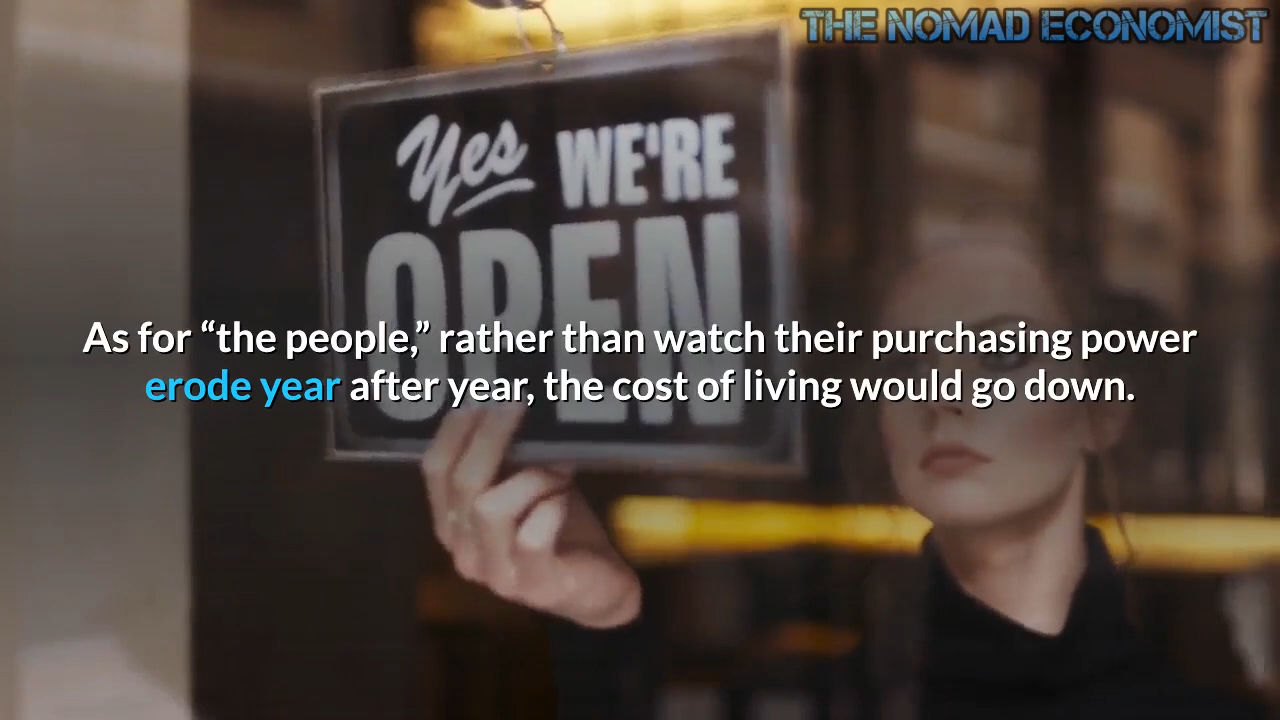 THE NOMAD ECONOMIST
Yes WE'RE
OPEN
As for “the people,” rather than watch their purchasing power
erode year after year, the cost of living would go down.